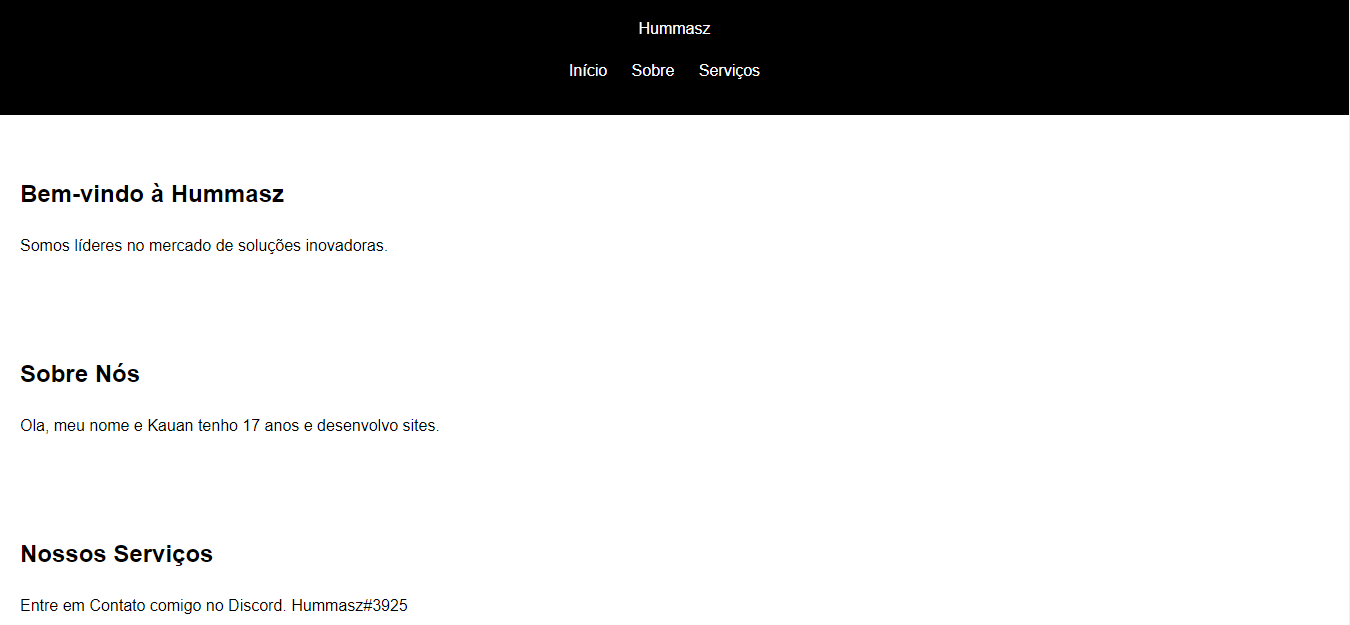 Hummasz
Início Sobre Serviços
Bem-vindo à Hummasz
Somos líderes no mercado de soluções inovadoras.
Sobre Nós
Ola, meu nome e Kauan tenho 17 anos e desenvolvo sites.
Nossos Serviços
Entre em Contato comigo no Discord. Hummasz#3925